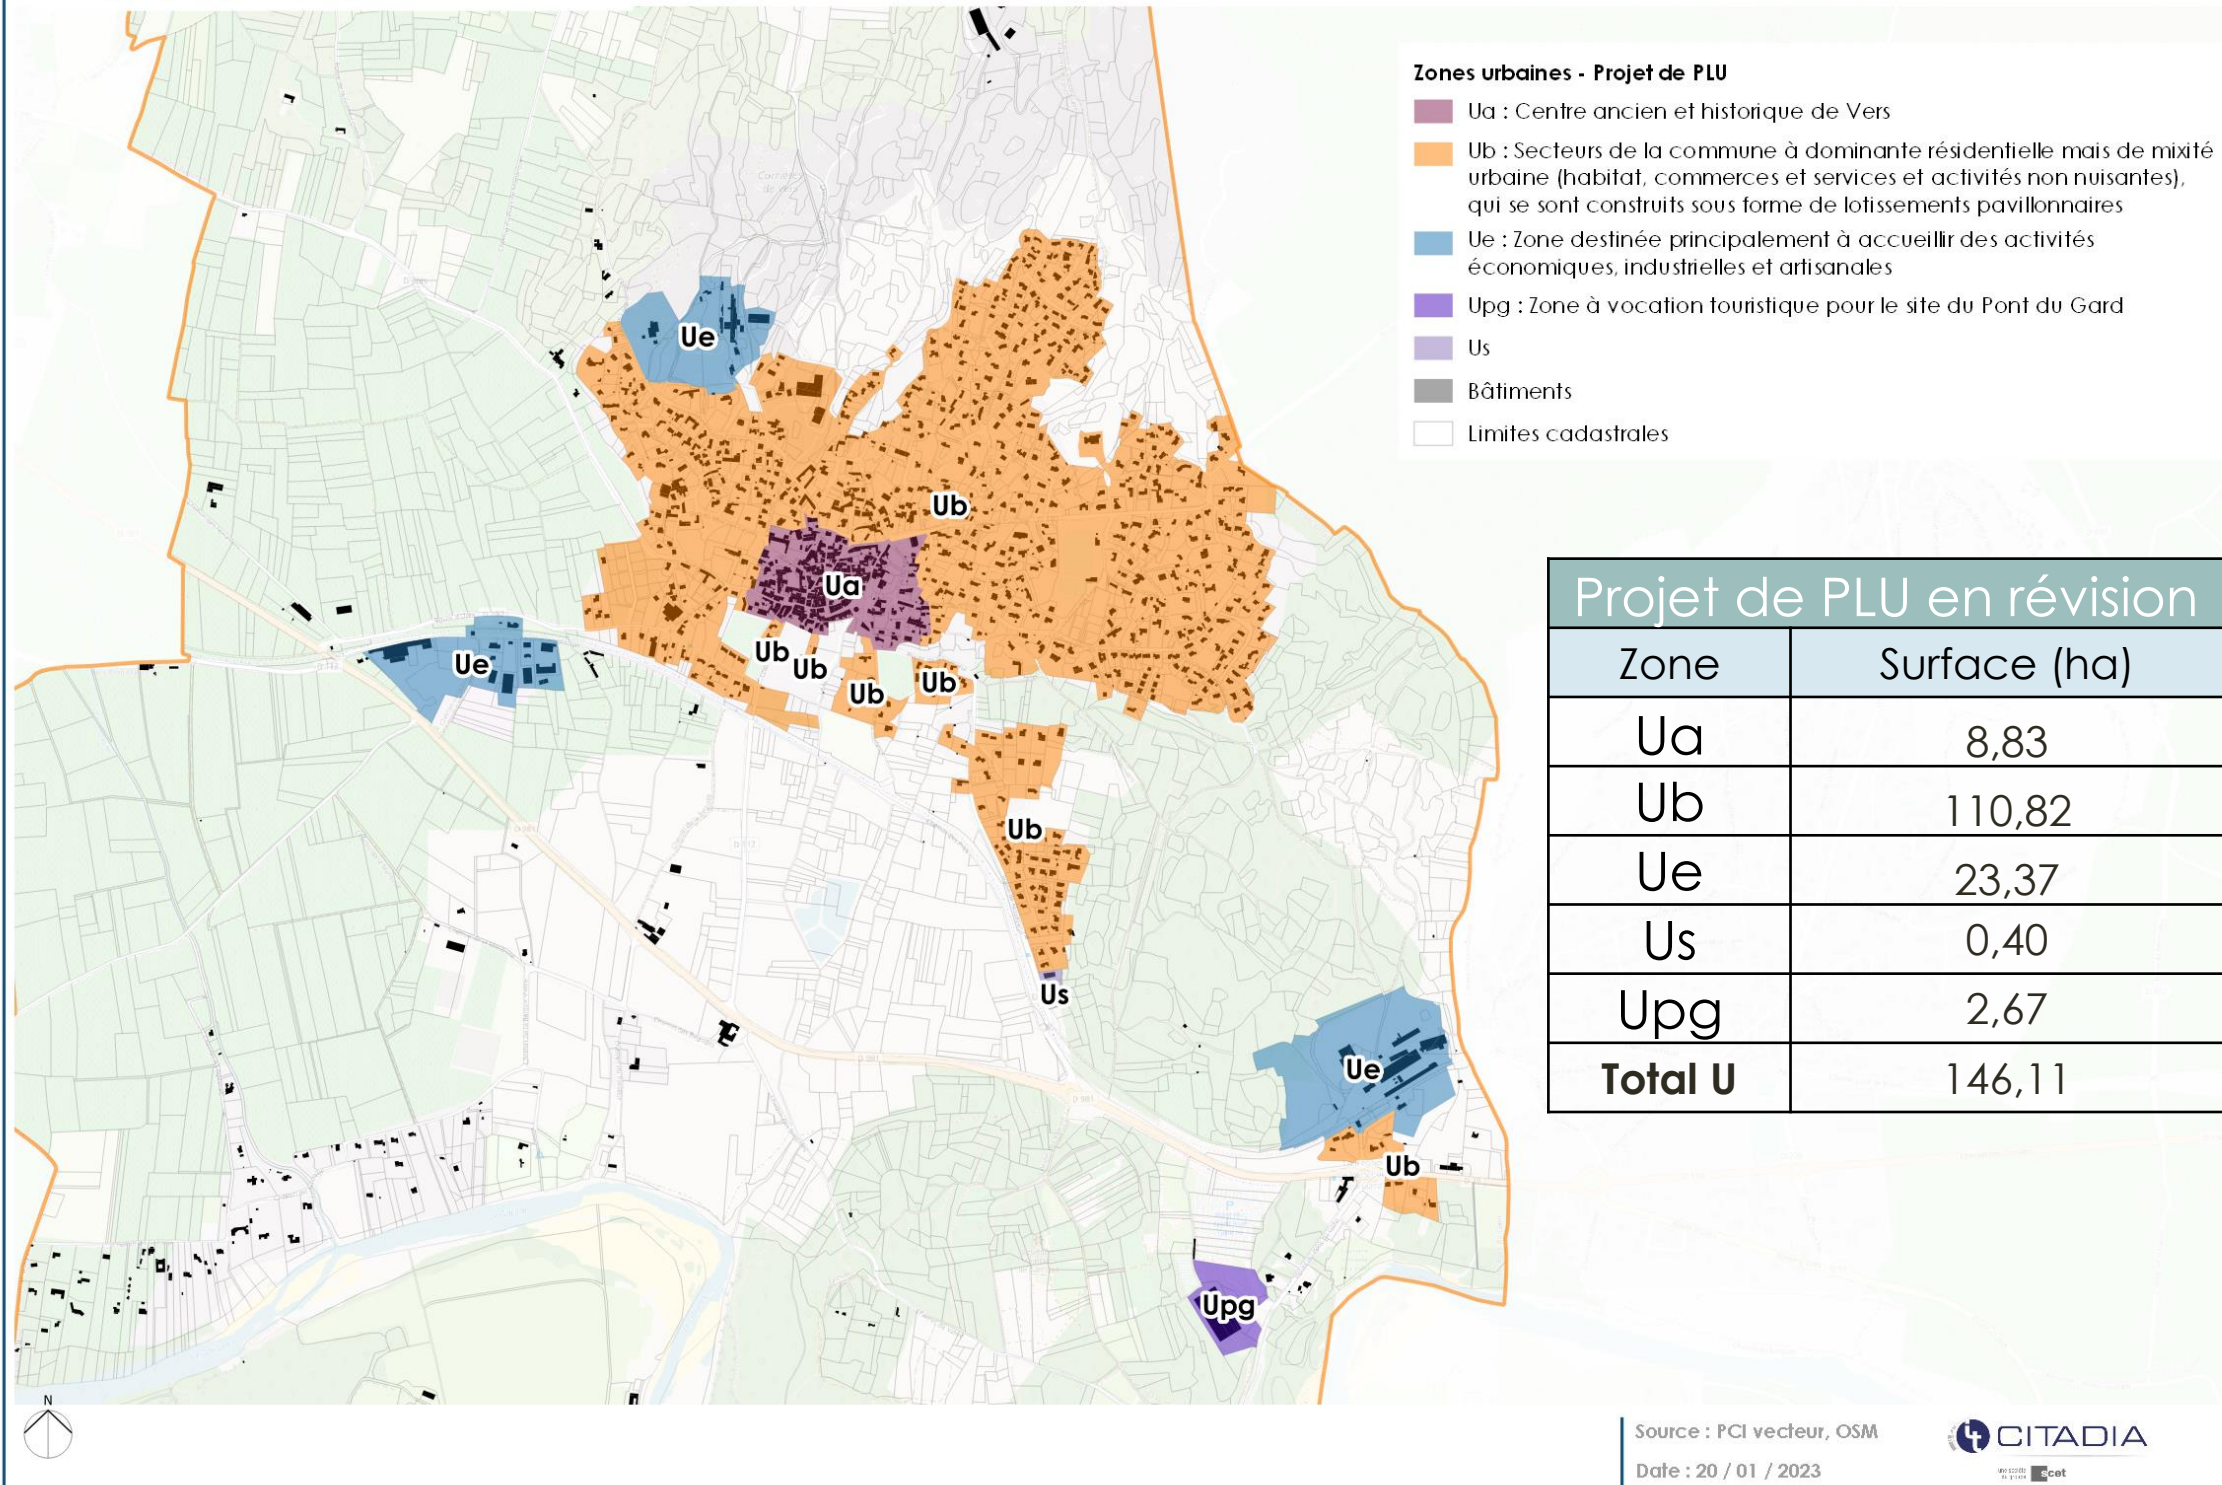 Zones urbaines - Projet de PLU
Ua : Centre ancien et historique de Vers
Ub : Secteurs de la commune à dominante résidentielle mais de mixité
urbaine (habitat, commerces et services et activités non nuisantes),
qui se sont construits sous forme de lotissements pavillonnaires
Ue : Zone destinée principalement à accueillir des activités
économiques, industrielles et artisanales
Upg : Zone à vocation touristique pour le site du Pont du Gard
Us
Bâtiments
Limites cadastrales
Ue
Ub
Ua
Ue
Ub
Ub
Ub
Ub
Ub
Us
Ue
Ub
Upg
D 981
Projet de PLU en révision
Zone Surface (ha)
Ua 8,83
Ub 110,82
Ue 23,37
Us 0,40
Upg 2,67
Total U 146,11
N
Source : PCI vecteur, OSM
Date : 20 / 01 / 2023
CITADIA
scet